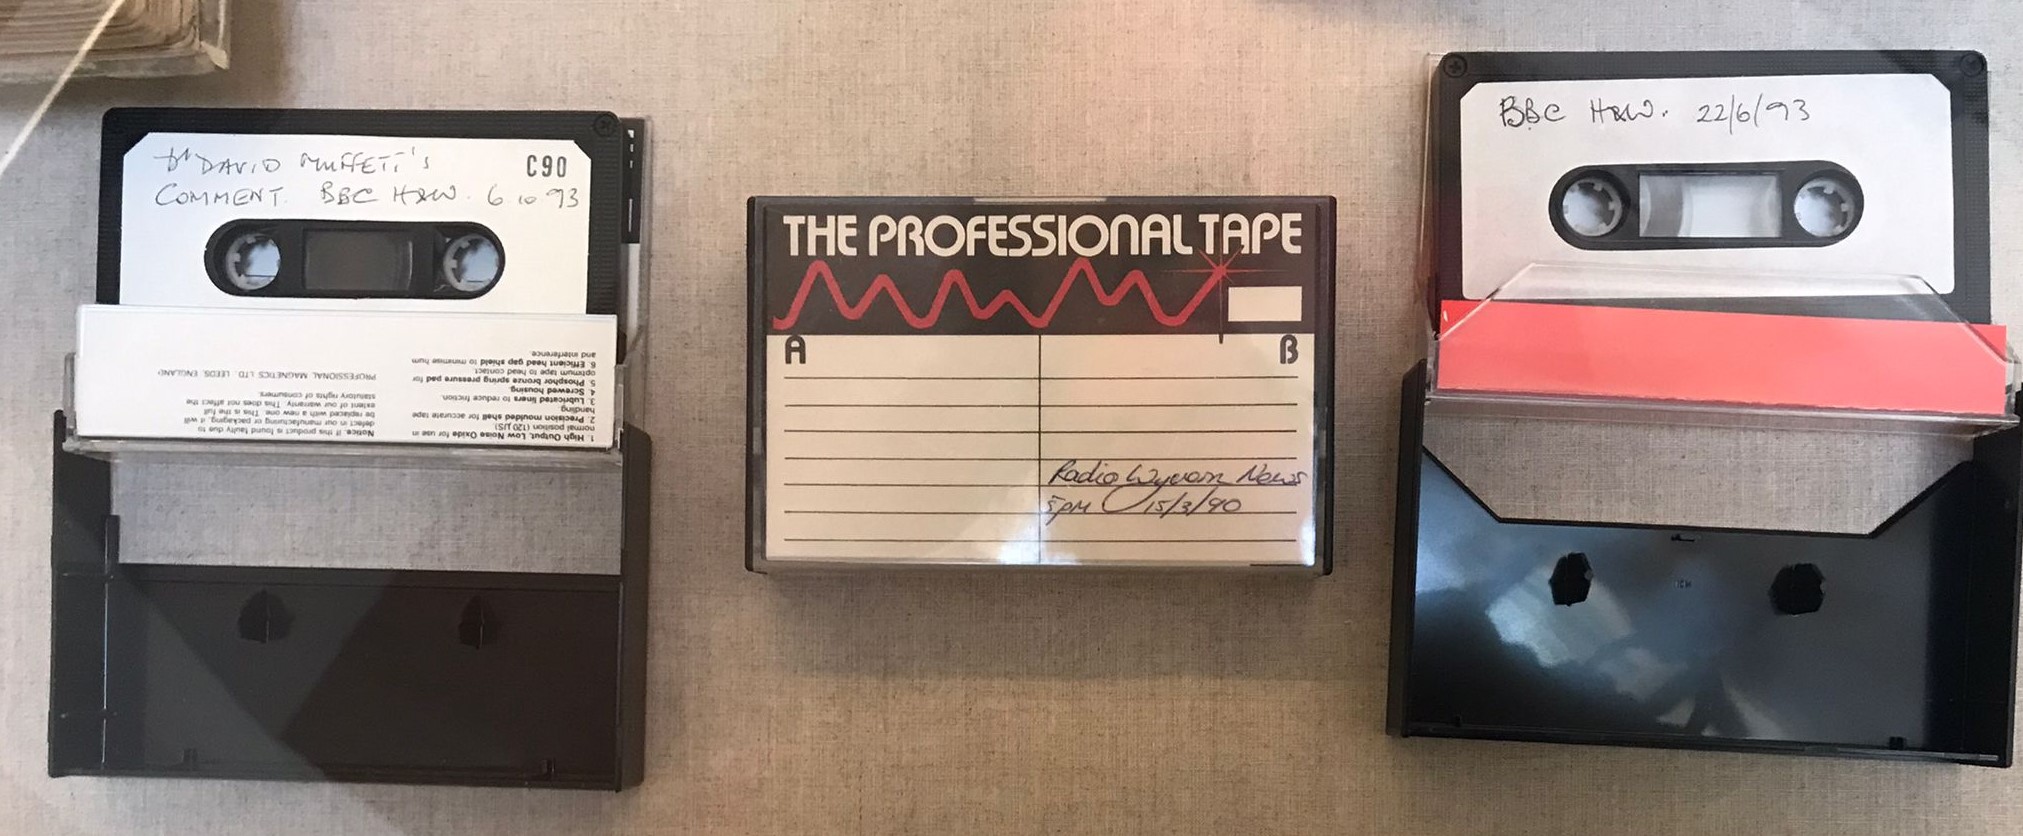 Dr DAVID MUFFETT's
C90
COMMENT. BBC H&W. 6 10 93
1. High Output, Low Noise Oxide for use in
normal position (120 µS).
2. Precision moulded shell for accurate tape
handling.
3. Lubricated liners to reduce friction.
4. Screwed housing.
5. Phosphor bronze spring pressure pad for
optimum tape to head contact.
6. Efficient head gap shield to minimise hum
and interference.
Notice. If this product is found faulty due to
defect in our manufacturing or packaging, it will
be replaced with a new one. This is the full
extent of our warranty. This does not affect the
statutory rights of consumers.
PROFESSIONAL MAGNETICS LTD. LEEDS, ENGLAND
THE PROFESSIONAL TAPE
A
B
Radio Wyvern News
5pm 15/3/90
BBC H&W. 22/6/93